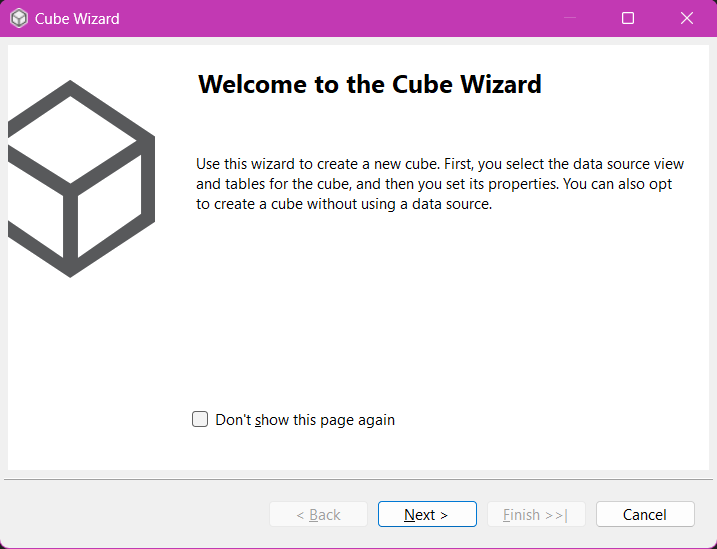 Cube Wizard
Welcome to the Cube Wizard
Use this wizard to create a new cube. First, you select the data source view
and tables for the cube, and then you set its properties. You can also opt
to create a cube without using a data source.
Don't show this page again
< Back
Next >
Finish >>|
Cancel